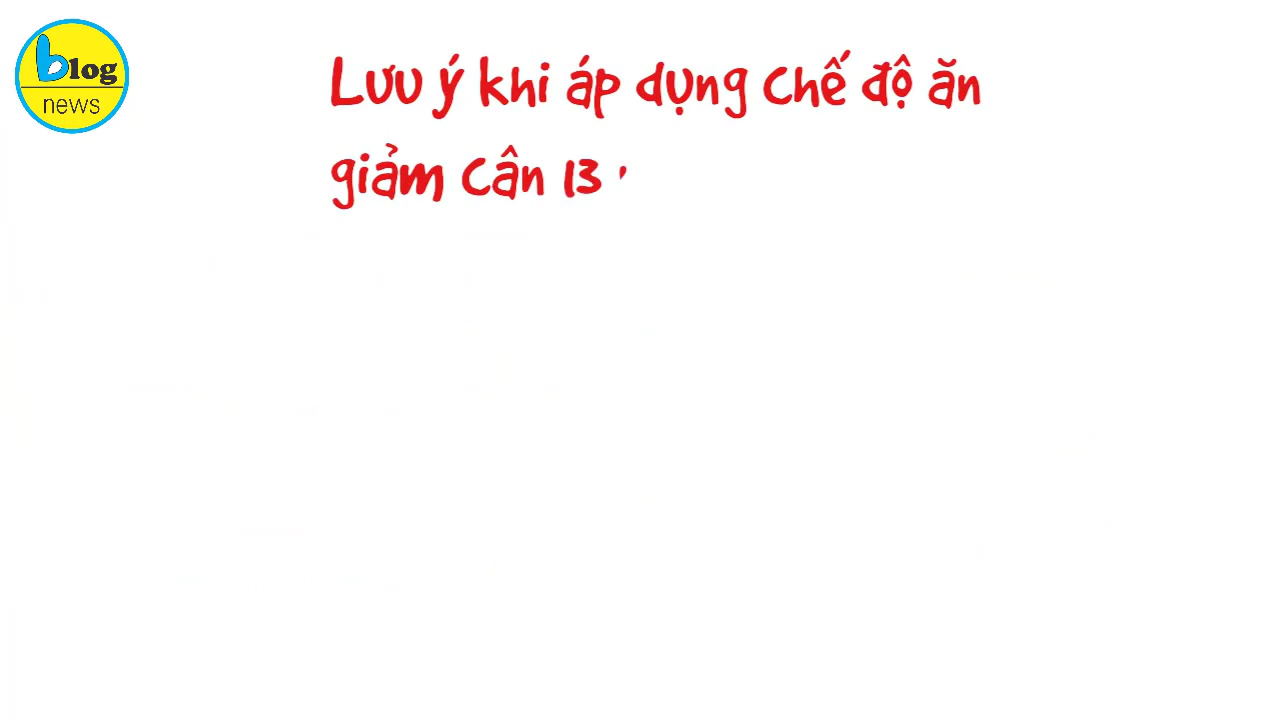 blog
news
Lưu ý khi áp dụng chế độ ăn
giảm cân 13